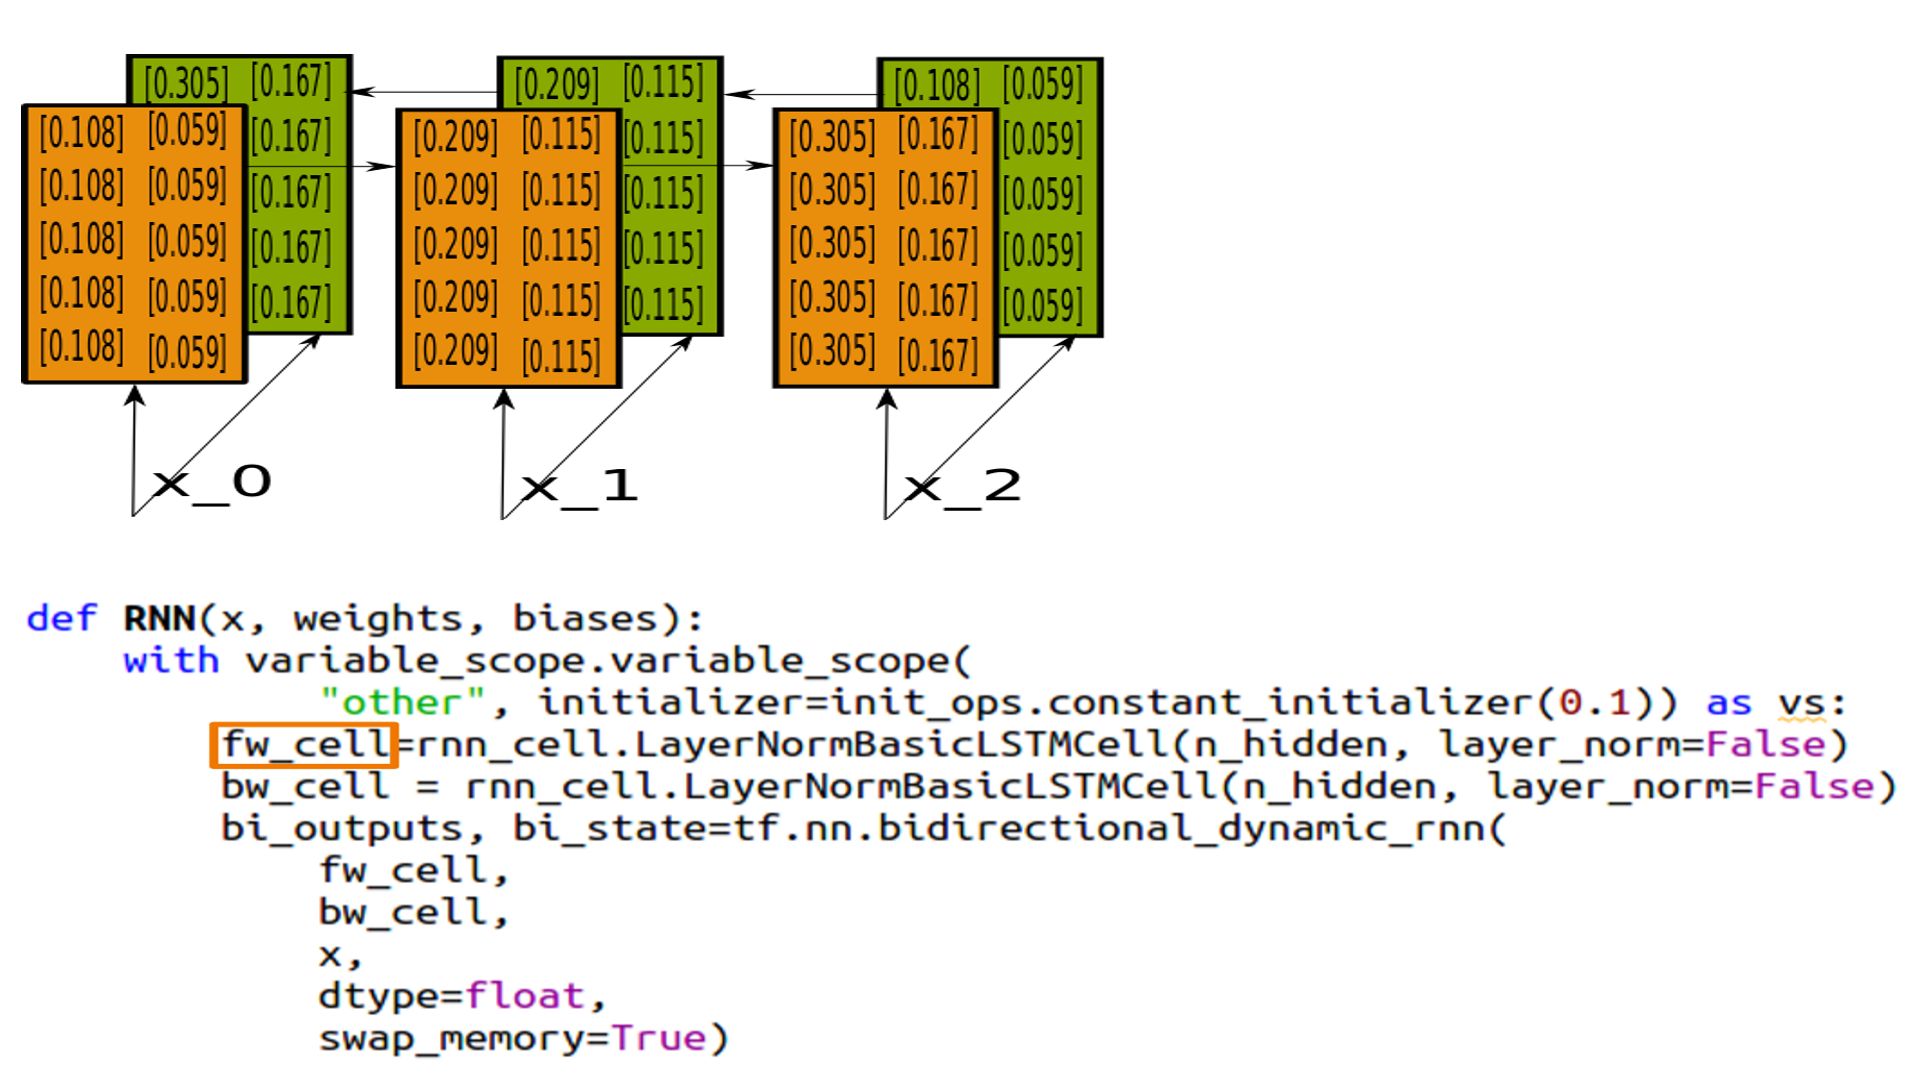 [0.305] [0.167] [0.209] [0.115] [0.108] [0.059]
[0.108] [0.059] [0.167] [0.209] [0.115] [0.115] [0.305] [0.167] [0.059]
[0.108] [0.059] [0.167] [0.209] [0.115] [0.115] [0.305] [0.167] [0.059]
[0.108] [0.059] [0.167] [0.209] [0.115] [0.115] [0.305] [0.167] [0.059]
[0.108] [0.059] [0.167] [0.209] [0.115] [0.115] [0.305] [0.167] [0.059]
[0.108] [0.059] [0.209] [0.115] [0.305] [0.167]
x_0 x_1 x_2
def RNN(x, weights, biases):
with variable_scope.variable_scope(
"other", initializer=init_ops.constant_initializer(0.1)) as vs:
fw_cell=rnn_cell.LayerNormBasicLSTMCell(n_hidden, layer_norm=False)
bw_cell = rnn_cell.LayerNormBasicLSTMCell(n_hidden, layer_norm=False)
bi_outputs, bi_state=tf.nn.bidirectional_dynamic_rnn(
fw_cell,
bw_cell,
x,
dtype=float,
swap_memory=True)